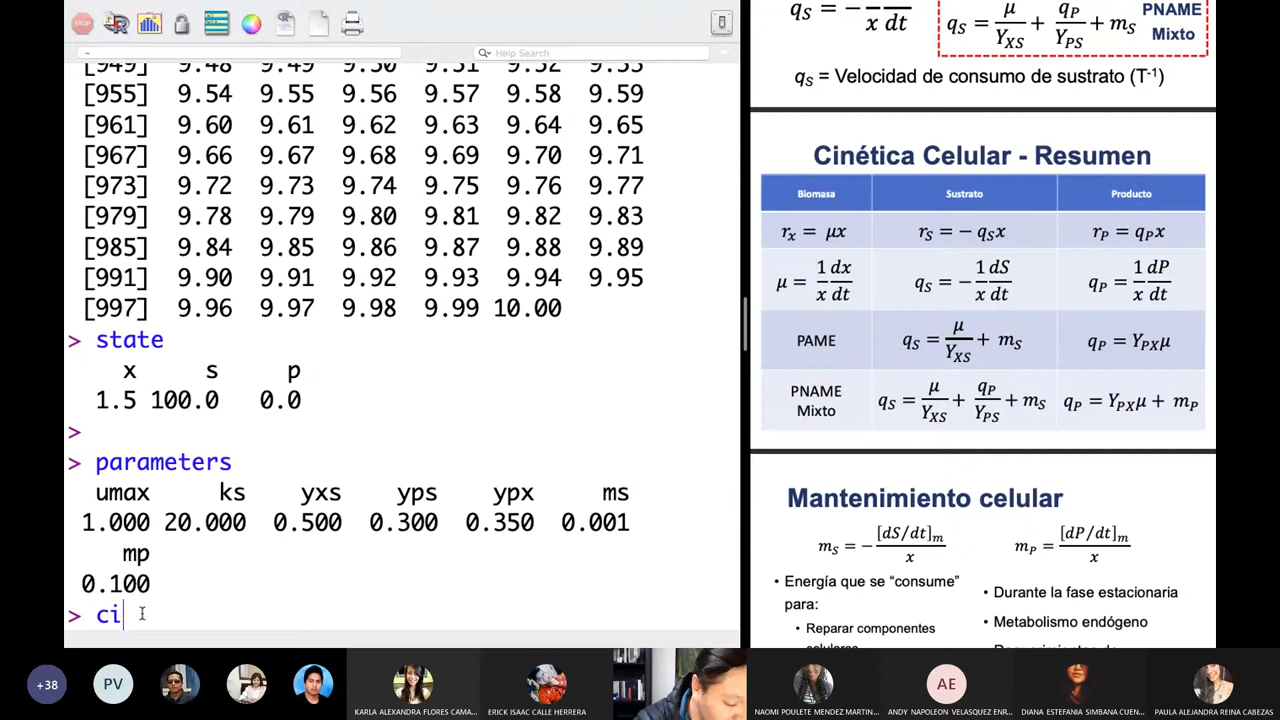 STOP
~
Help Search
[949] 9.48 9.49 9.50 9.51 9.52 9.53
[955] 9.54 9.55 9.56 9.57 9.58 9.59
[961] 9.60 9.61 9.62 9.63 9.64 9.65
[967] 9.66 9.67 9.68 9.69 9.70 9.71
[973] 9.72 9.73 9.74 9.75 9.76 9.77
[979] 9.78 9.79 9.80 9.81 9.82 9.83
[985] 9.84 9.85 9.86 9.87 9.88 9.89
[991] 9.90 9.91 9.92 9.93 9.94 9.95
[997] 9.96 9.97 9.98 9.99 10.00
> state
x s p
1.5 100.0 0.0
>
> parameters
umax ks yxs yps ypx ms
1.000 20.000 0.500 0.300 0.350 0.001
mp
0.100
> ci
q_S = − /x dt
q_S = μ/Y_XS + q_P/Y_PS + m_S
PNAME
Mixto
q_S = Velocidad de consumo de sustrato (T⁻¹)
Cinética Celular - Resumen
Biomasa Sustrato Producto
r_x = μx r_S = − q_S x r_P = q_P x
μ = 1/x dx/dt q_S = − 1/x dS/dt q_P = 1/x dP/dt
PAME q_S = μ/Y_XS + m_S q_P = Y_PX μ
PNAME
Mixto q_S = μ/Y_XS + q_P/Y_PS + m_S q_P = Y_PX μ + m_P
Mantenimiento celular
m_S = − [dS/dt]_m / x m_P = [dP/dt]_m / x
• Energía que se “consume”
para:
• Reparar componentes
• Durante la fase estacionaria
• Metabolismo endógeno
+38
PV
KARLA ALEXANDRA FLORES CAMA...
ERICK ISAAC CALLE HERRERA
NAOMI POULETE MENDEZ MARTIN...
AE
ANDY NAPOLEON VELASQUEZ ENR...
DIANA ESTEFANIA SIMBANA CUEN...
PAULA ALEJANDRA REINA CABEZAS